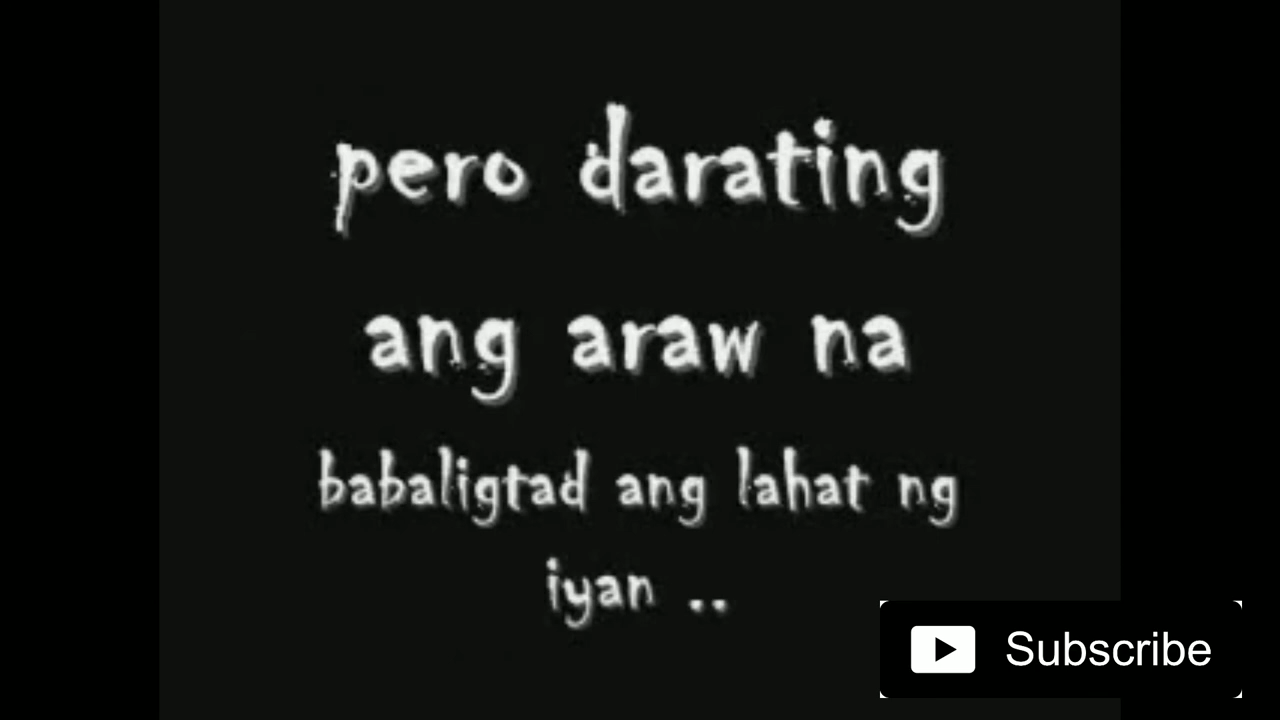 pero darating
ang araw na
babaligtad ang lahat ng
iyan ..
Subscribe